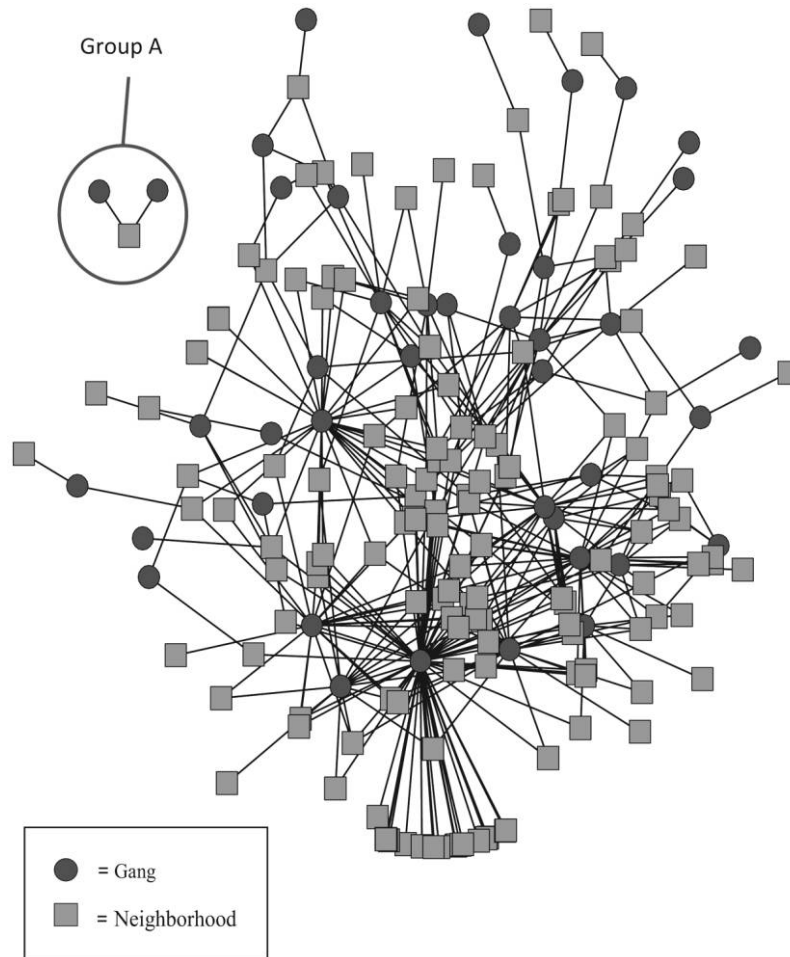 Group A
= Gang
= Neighborhood